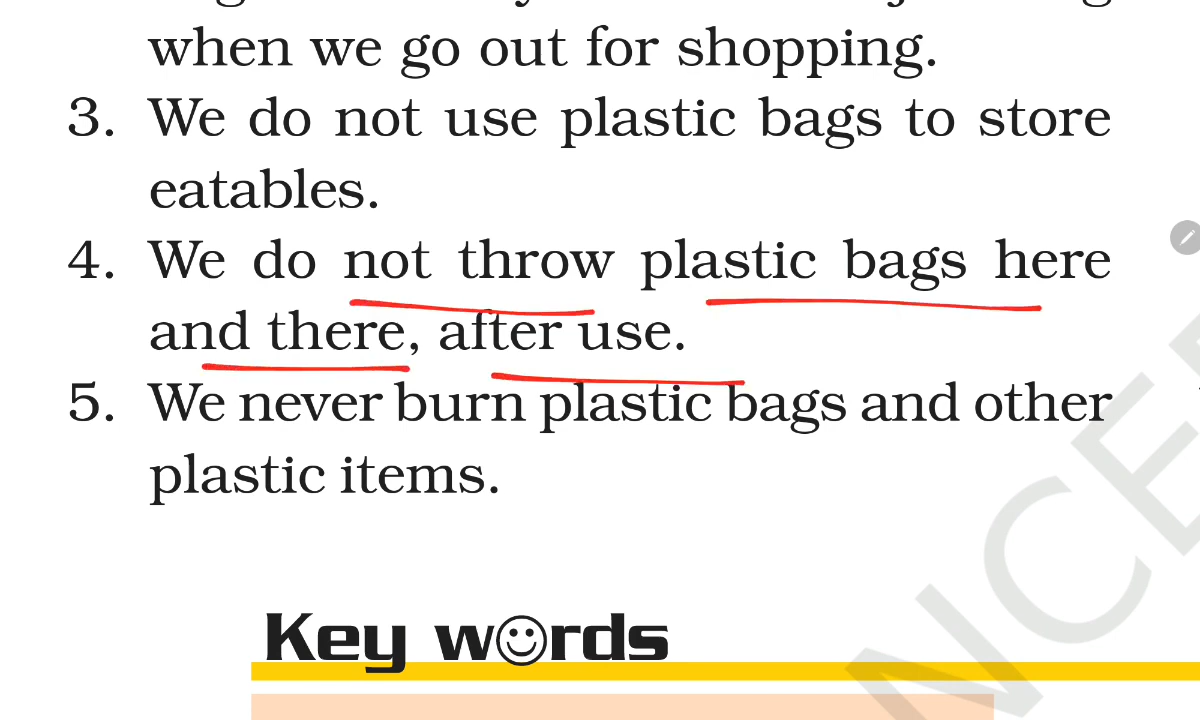 when we go out for shopping.
3. We do not use plastic bags to store
eatables.
4. We do not throw plastic bags here
and there, after use.
5. We never burn plastic bags and other
plastic items.
Key words